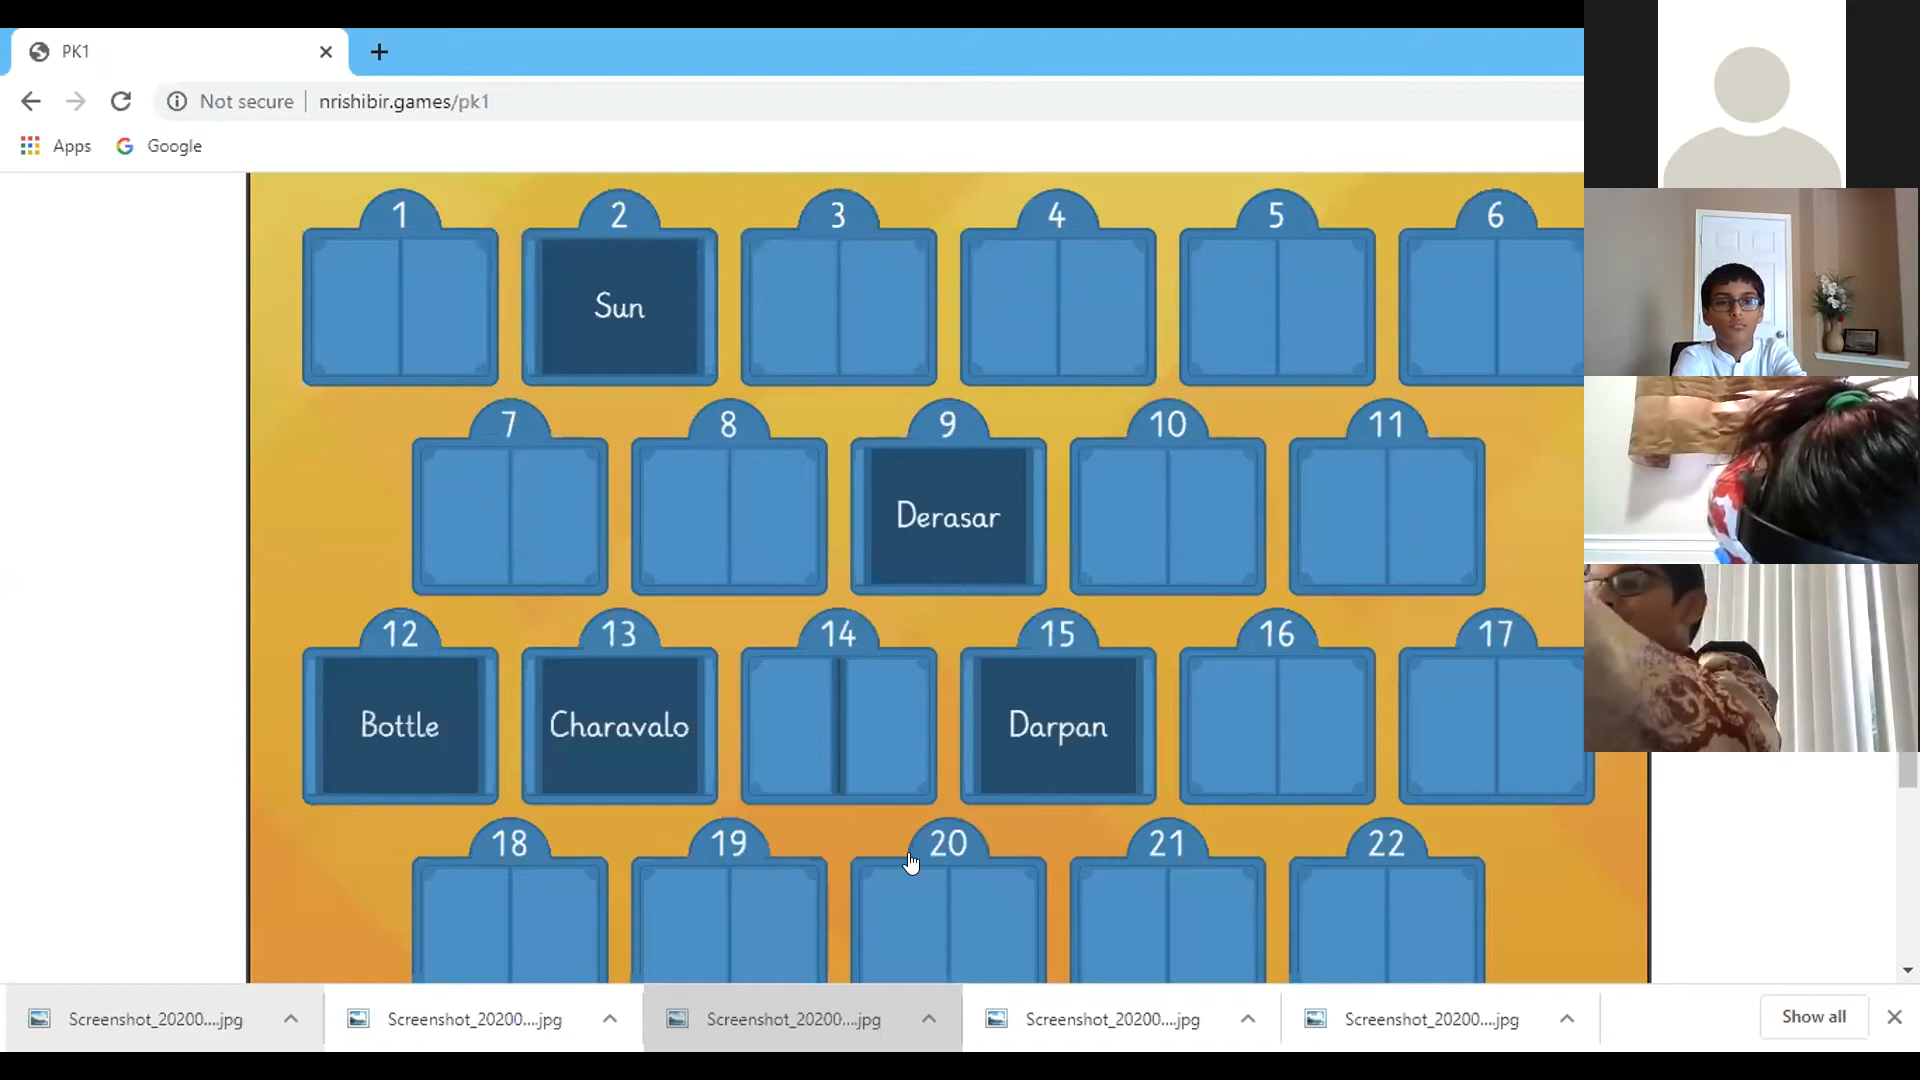 PK1
Not secure nrishibir.games/pk1
Apps Google
1 2 3 4 5 6
Sun
7 8 9 10 11
Derasar
12 13 14 15 16 17
Bottle Charavalo Darpan
18 19 20 21 22
Screenshot_20200....jpg Screenshot_20200....jpg Screenshot_20200....jpg Screenshot_20200....jpg Screenshot_20200....jpg Show all